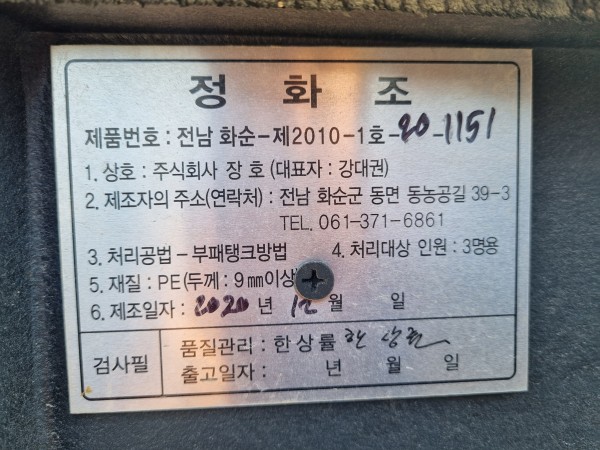 정 화 조
제품번호 : 전남 화순-제2010-1호-20-1151
1. 상호 : 주식회사 장 호 (대표자 : 강대권)
2. 제조자의 주소(연락처) : 전남 화순군 동면 동농공길 39-3
TEL. 061-371-6861
3. 처리공법 - 부패탱크방법 4. 처리대상 인원 : 3명용
5. 재질 : PE(두께 : 9㎜이상)
6. 제조일자 : 2020 년 12 월 일
검사필
품질관리 : 한상률 한상률
출고일자 : 년 월 일